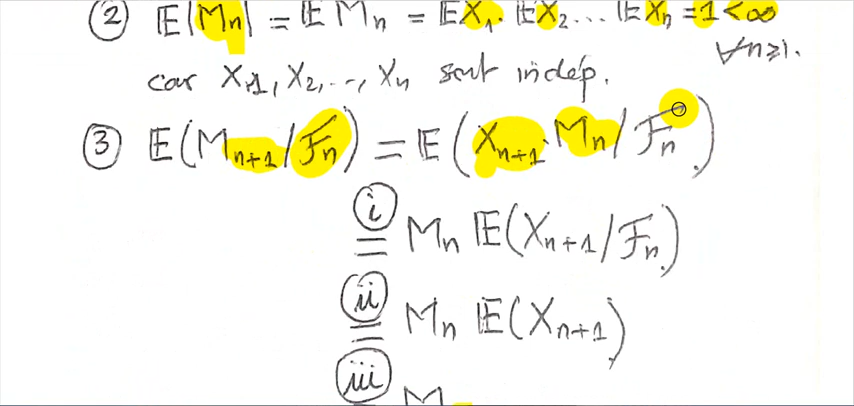 ② 𝔼|Mₙ| = 𝔼 Mₙ = 𝔼X₁. 𝔼X₂... 𝔼Xₙ = 1 < ∞
∀n≥1.
car X₁, X₂, ..., Xₙ sont indép.
③ 𝔼(Mₙ₊₁/ℱₙ) = 𝔼(Xₙ₊₁.Mₙ/ℱₙ)
ⓘ
= Mₙ 𝔼(Xₙ₊₁/ℱₙ)
ii
= Mₙ 𝔼(Xₙ₊₁)
iii
M